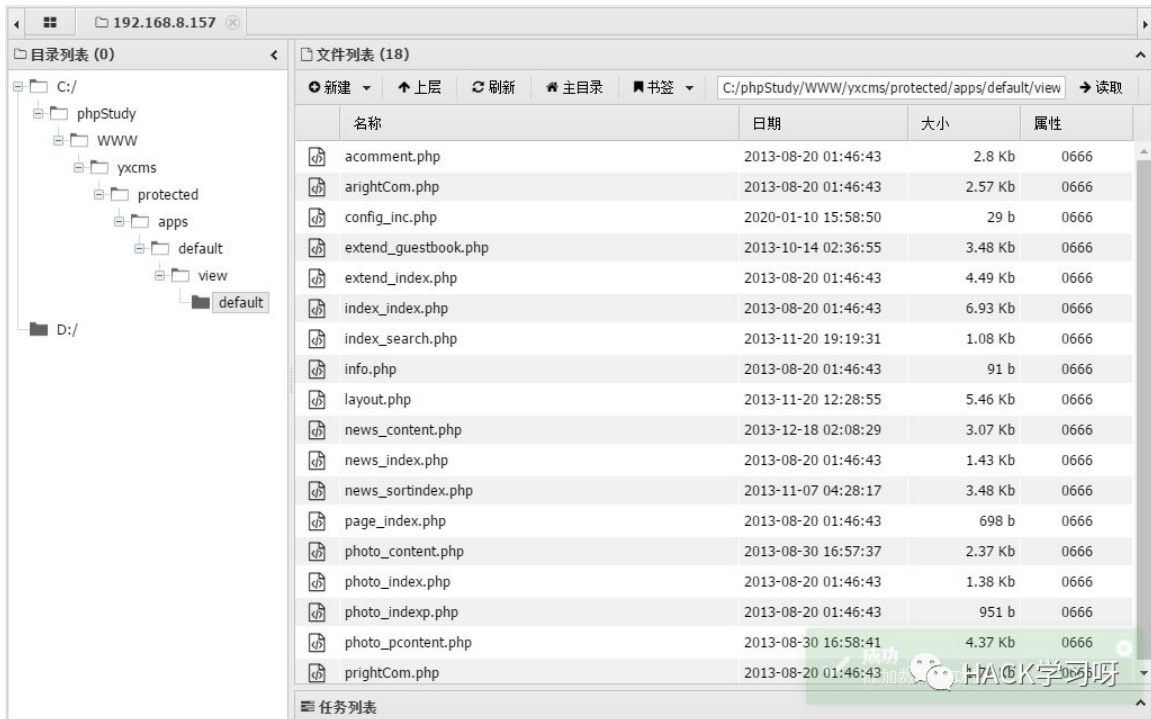 192.168.8.157
目录列表 (0)
文件列表 (18)
C:/
phpStudy
WWW
yxcms
protected
apps
default
view
default
D:/
新建 上层 刷新 主目录 书签 C:/phpStudy/WWW/yxcms/protected/apps/default/view 读取
名称 日期 大小 属性
acomment.php 2013-08-20 01:46:43 2.8 Kb 0666
arightCom.php 2013-08-20 01:46:43 2.57 Kb 0666
config_inc.php 2020-01-10 15:58:50 29 b 0666
extend_guestbook.php 2013-10-14 02:36:55 3.48 Kb 0666
extend_index.php 2013-08-20 01:46:43 4.49 Kb 0666
index_index.php 2013-08-20 01:46:43 6.93 Kb 0666
index_search.php 2013-11-20 19:19:31 1.08 Kb 0666
info.php 2013-08-20 01:46:43 91 b 0666
layout.php 2013-11-20 12:28:55 5.46 Kb 0666
news_content.php 2013-12-18 02:08:29 3.07 Kb 0666
news_index.php 2013-08-20 01:46:43 1.43 Kb 0666
news_sortindex.php 2013-11-07 04:28:17 3.48 Kb 0666
page_index.php 2013-08-20 01:46:43 698 b 0666
photo_content.php 2013-08-30 16:57:37 2.37 Kb 0666
photo_index.php 2013-08-20 01:46:43 1.38 Kb 0666
photo_indexp.php 2013-08-20 01:46:43 951 b 0666
photo_pcontent.php 2013-08-30 16:58:41 4.37 Kb 0666
成功
prightCom.php 2013-08-20 01:46:43
HACK学习呀
任务列表